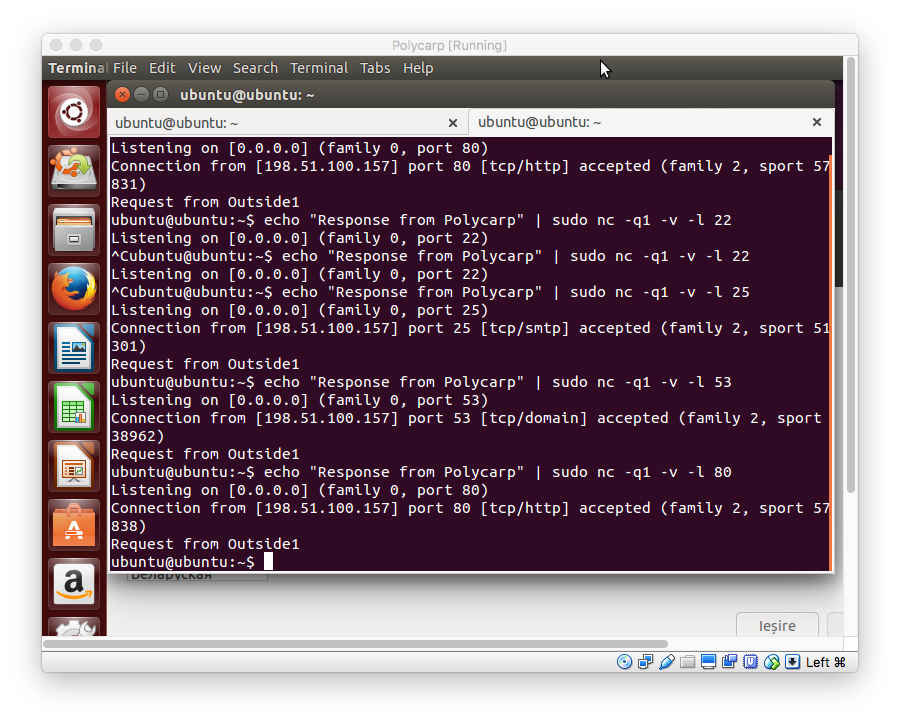 Polycarp [Running]
Terminal File Edit View Search Terminal Tabs Help
ubuntu@ubuntu: ~
ubuntu@ubuntu: ~ × ubuntu@ubuntu: ~ ×
Listening on [0.0.0.0] (family 0, port 80)
Connection from [198.51.100.157] port 80 [tcp/http] accepted (family 2, sport 57
831)
Request from Outside1
ubuntu@ubuntu:~$ echo "Response from Polycarp" | sudo nc -q1 -v -l 22
Listening on [0.0.0.0] (family 0, port 22)
^Cubuntu@ubuntu:~$ echo "Response from Polycarp" | sudo nc -q1 -v -l 22
Listening on [0.0.0.0] (family 0, port 22)
^Cubuntu@ubuntu:~$ echo "Response from Polycarp" | sudo nc -q1 -v -l 25
Listening on [0.0.0.0] (family 0, port 25)
Connection from [198.51.100.157] port 25 [tcp/smtp] accepted (family 2, sport 51
301)
Request from Outside1
ubuntu@ubuntu:~$ echo "Response from Polycarp" | sudo nc -q1 -v -l 53
Listening on [0.0.0.0] (family 0, port 53)
Connection from [198.51.100.157] port 53 [tcp/domain] accepted (family 2, sport
38962)
Request from Outside1
ubuntu@ubuntu:~$ echo "Response from Polycarp" | sudo nc -q1 -v -l 80
Listening on [0.0.0.0] (family 0, port 80)
Connection from [198.51.100.157] port 80 [tcp/http] accepted (family 2, sport 57
838)
Request from Outside1
ubuntu@ubuntu:~$
Беларуская
Ieșire
Left ⌘